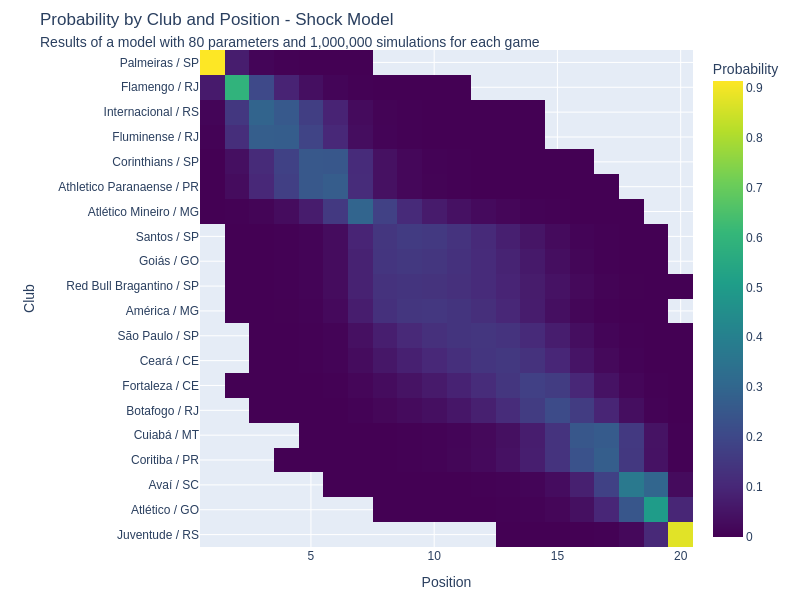 Probability by Club and Position - Shock Model
Results of a model with 80 parameters and 1,000,000 simulations for each game
Probability
Club
Palmeiras / SP
Flamengo / RJ
Internacional / RS
Fluminense / RJ
Corinthians / SP
Athletico Paranaense / PR
Atlético Mineiro / MG
Santos / SP
Goiás / GO
Red Bull Bragantino / SP
América / MG
São Paulo / SP
Ceará / CE
Fortaleza / CE
Botafogo / RJ
Cuiabá / MT
Coritiba / PR
Avaí / SC
Atlético / GO
Juventude / RS
0.9
0.8
0.7
0.6
0.5
0.4
0.3
0.2
0.1
0
5 10 15 20
Position